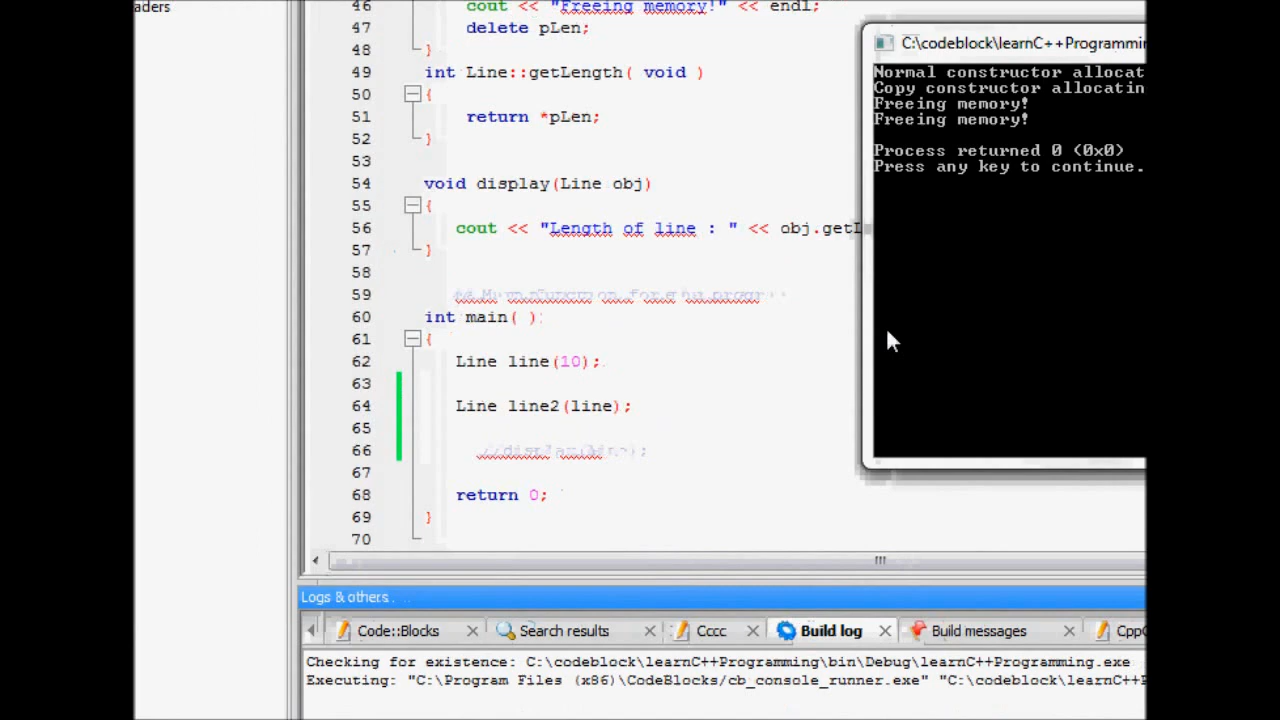 aders
46 cout << "Freeing memory!" << endl;
47 delete pLen;
48 }
49 int Line::getLength( void )
50 {
51 return *pLen;
52 }
53
54 void display(Line obj)
55 {
56 cout << "Length of line : " << obj.getL
57 }
58
59 function for the
60 int main( )
61 {
62 Line line(10);
63
64 Line line2(line);
65
66 //display(line);
67
68 return 0;
69 }
70
C:\codeblock\learnC++Programmin
Normal constructor allocat
Copy constructor allocatin
Freeing memory!
Freeing memory!
Process returned 0 (0x0)
Press any key to continue.
Logs & others
Code::Blocks
Search results
Cccc
Build log
Build messages
CppC
Checking for existence: C:\codeblock\learnC++Programming\bin\Debug\learnC++Programming.exe
Executing: "C:\Program Files (x86)\CodeBlocks/cb_console_runner.exe" "C:\codeblock\learnC++P